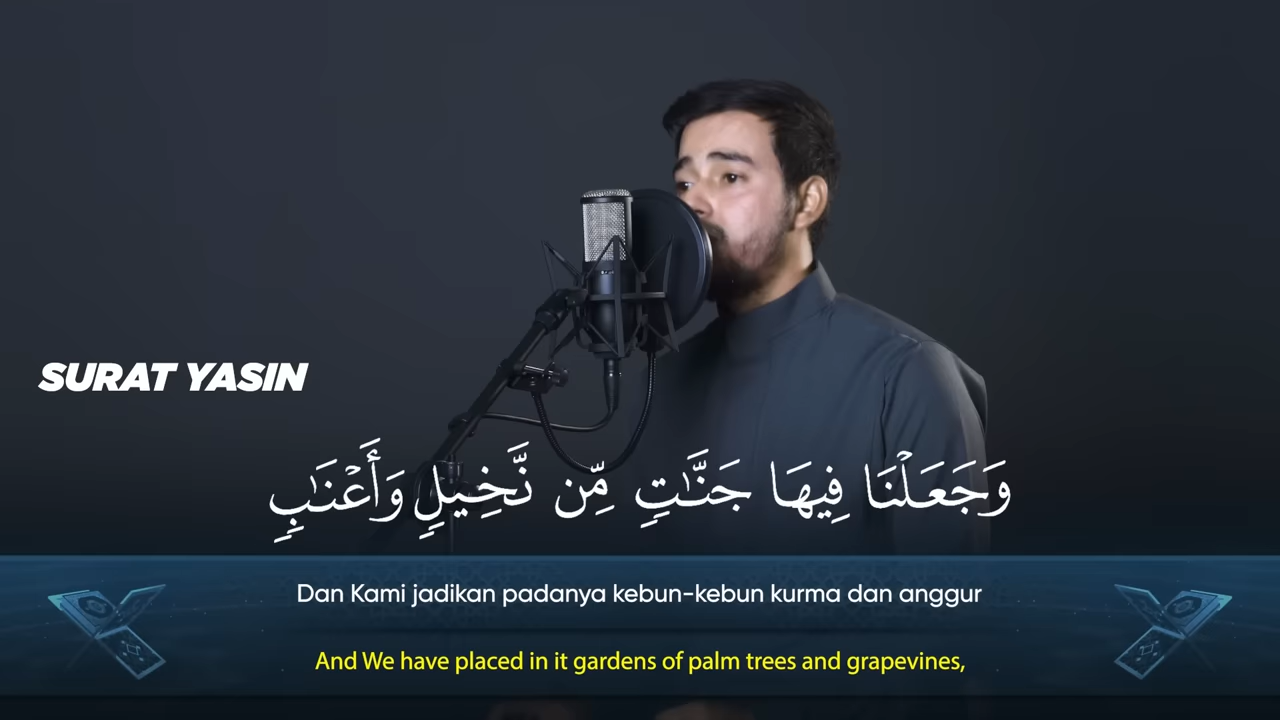 SURAT YASIN
وَجَعَلْنَا فِيهَا جَنَّٰتٍ مِّن نَّخِيلٍ وَأَعْنَٰبٍ
Dan Kami jadikan padanya kebun-kebun kurma dan anggur
And We have placed in it gardens of palm trees and grapevines,